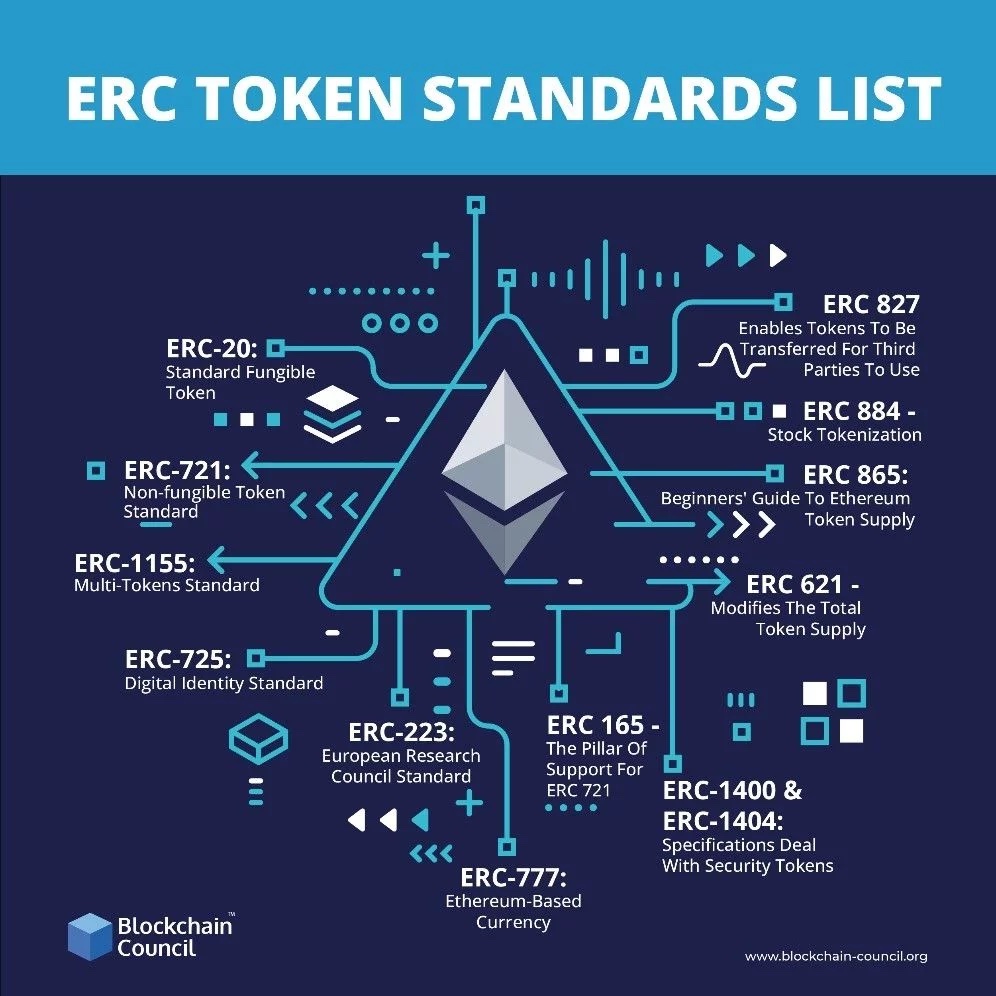 ERC TOKEN STANDARDS LIST
ERC-20:
Standard Fungible
Token
ERC-721:
Non-fungible Token
Standard
ERC-1155:
Multi-Tokens Standard
ERC-725:
Digital Identity Standard
ERC-223:
European Research
Council Standard
ERC-777:
Ethereum-Based
Currency
ERC 165 -
The Pillar Of
Support For
ERC 721
ERC-1400 &
ERC-1404:
Specifications Deal
With Security Tokens
ERC 827
Enables Tokens To Be
Transferred For Third
Parties To Use
ERC 884 -
Stock Tokenization
ERC 865:
Beginners' Guide To Ethereum
Token Supply
ERC 621 -
Modifies The Total
Token Supply
Blockchain™
Council
www.blockchain-council.org